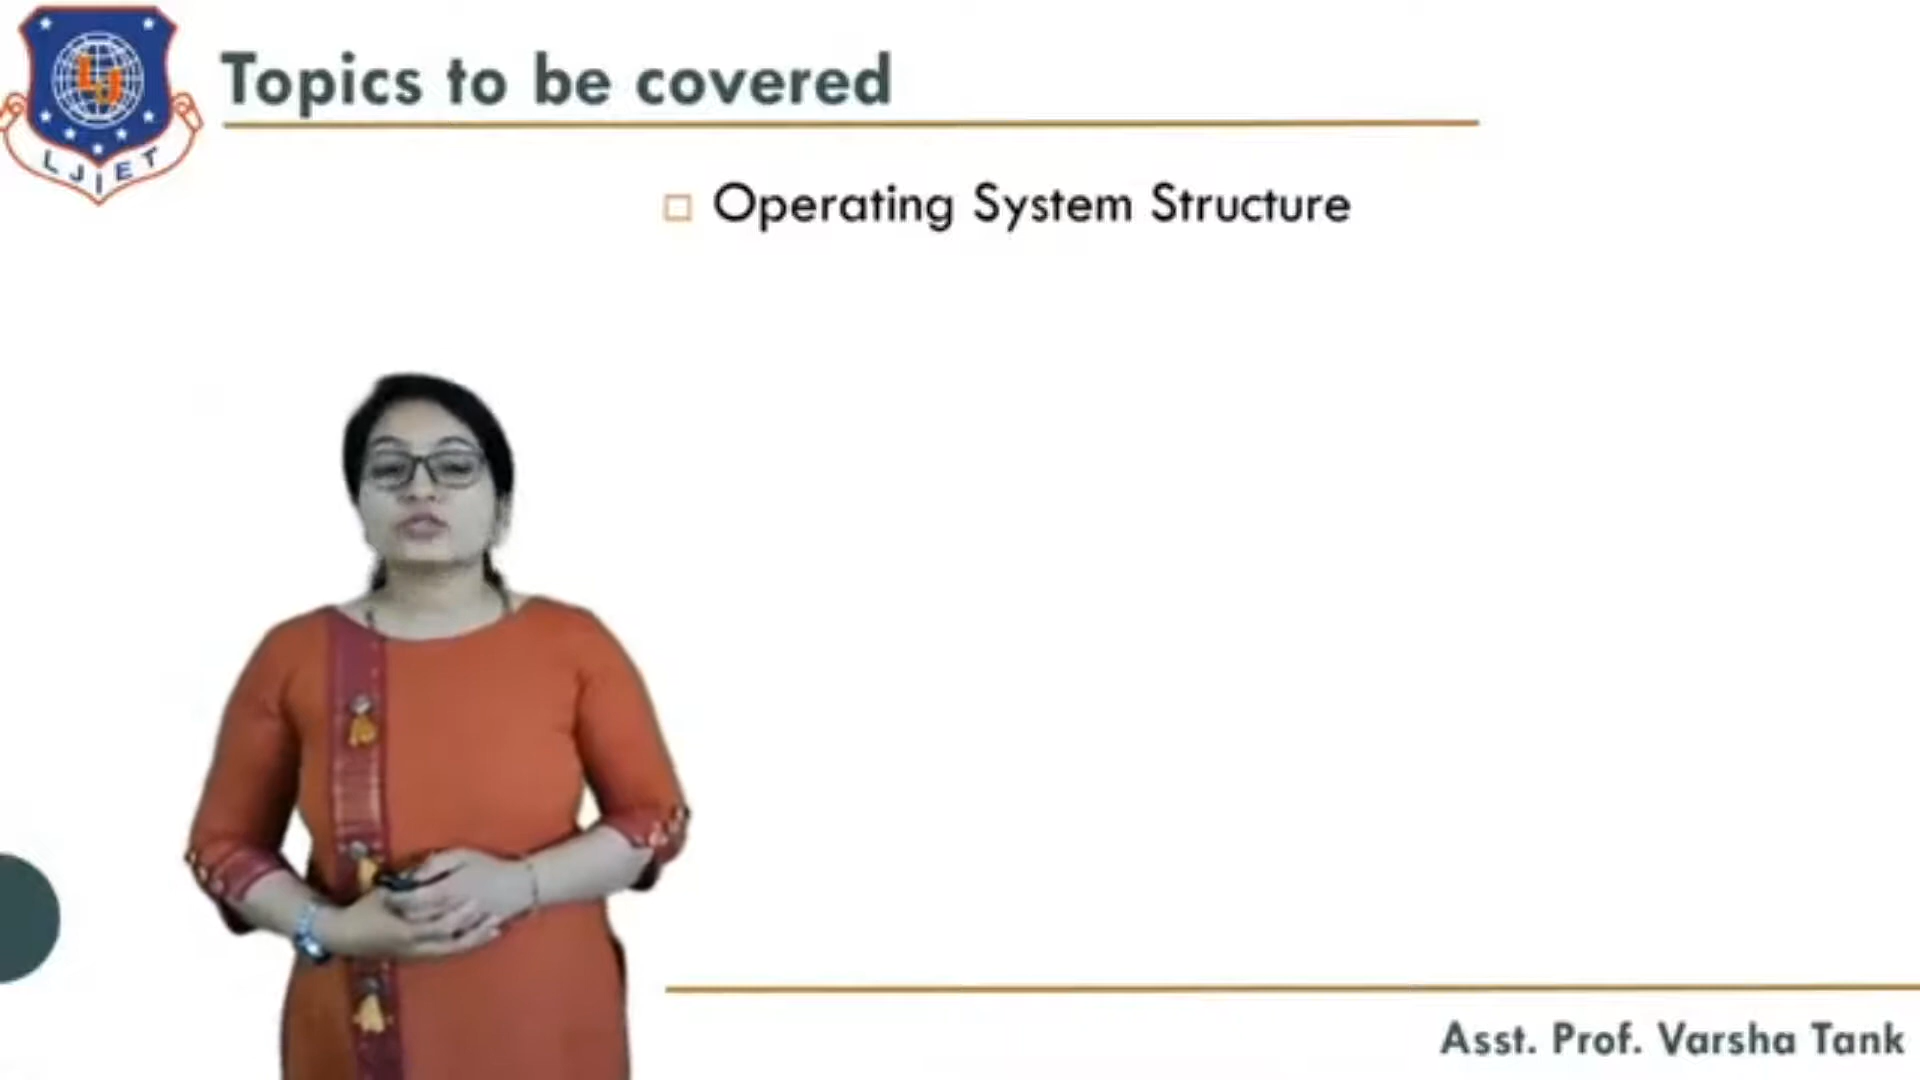 LJIET
Topics to be covered
Operating System Structure
Asst. Prof. Varsha Tank